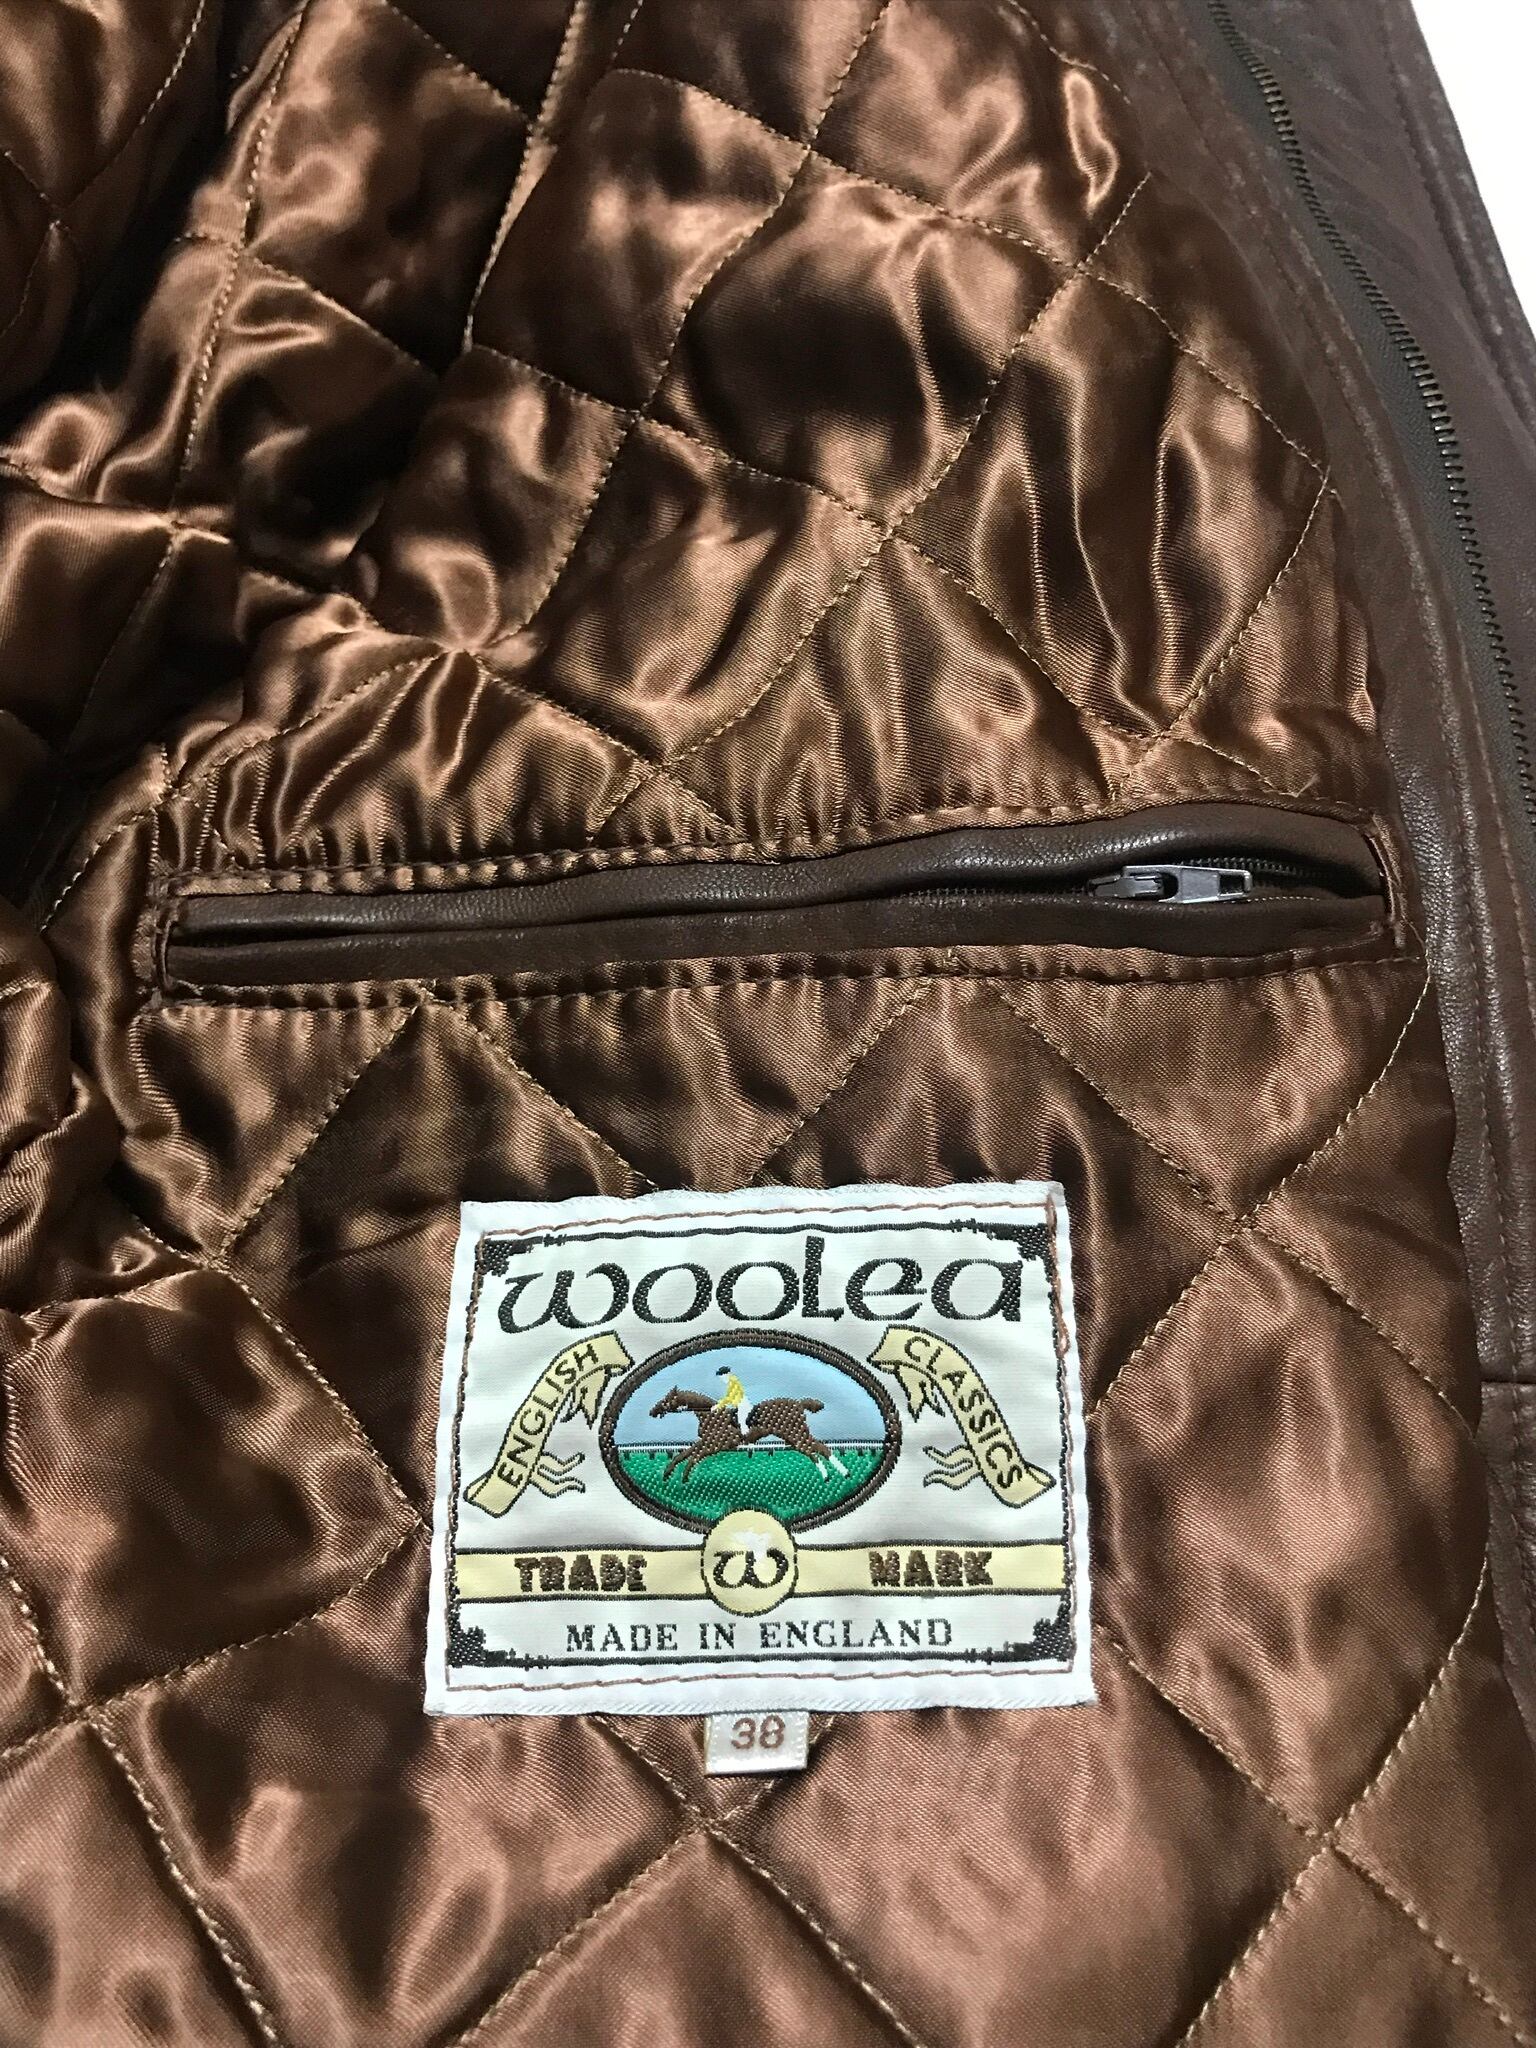 woolea
ENGLISH CLASSICS
TRADE W MARK
MADE IN ENGLAND
38